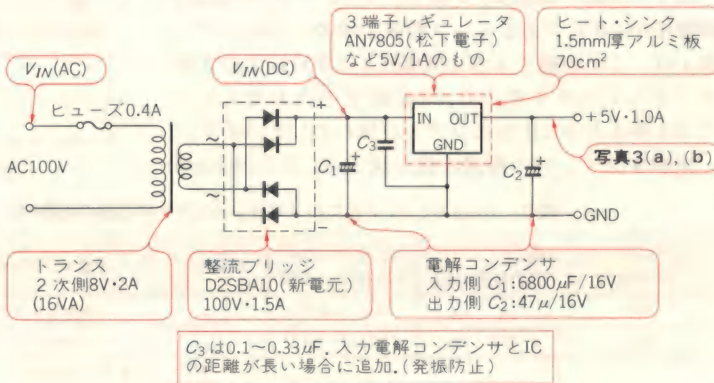 3端子レギュレータ
AN7805(松下電子)
など5V/1Aのもの
ヒート・シンク
1.5mm厚アルミ板
70cm²
VIN(AC)
VIN(DC)
ヒューズ0.4A
AC100V
~
~
+
−
C1
+
C3
IN OUT
GND
C2
+
+5V・1.0A
写真3(a),(b)
GND
トランス
2次側8V・2A
(16VA)
整流ブリッジ
D2SBA10(新電元)
100V・1.5A
電解コンデンサ
入力側 C1:6800μF/16V
出力側 C2:47μ/16V
C3は0.1~0.33μF.入力電解コンデンサとIC
の距離が長い場合に追加.(発振防止)